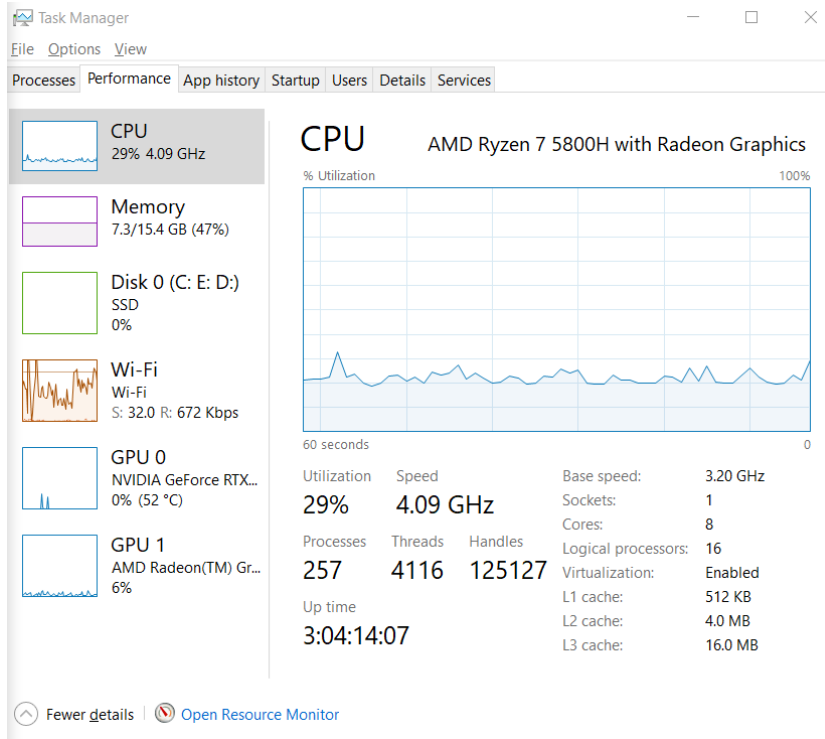 Task Manager
File Options View
Processes Performance App history Startup Users Details Services
CPU
29% 4.09 GHz
Memory
7.3/15.4 GB (47%)
Disk 0 (C: E: D:)
SSD
0%
Wi-Fi
Wi-Fi
S: 32.0 R: 672 Kbps
GPU 0
NVIDIA GeForce RTX...
0% (52 °C)
GPU 1
AMD Radeon(TM) Gr...
6%
CPU AMD Ryzen 7 5800H with Radeon Graphics
% Utilization 100%
60 seconds 0
Utilization Speed
29% 4.09 GHz
Processes Threads Handles
257 4116 125127
Up time
3:04:14:07
Base speed: 3.20 GHz
Sockets: 1
Cores: 8
Logical processors: 16
Virtualization: Enabled
L1 cache: 512 KB
L2 cache: 4.0 MB
L3 cache: 16.0 MB
Fewer details Open Resource Monitor